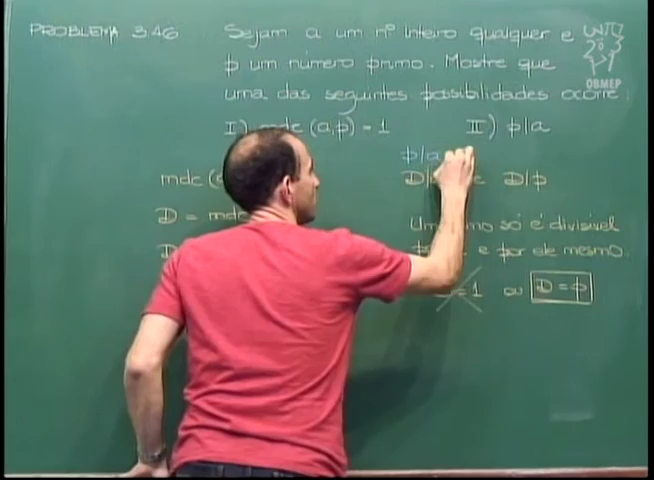 PROBLEMA 3.46 Sejam a um nº inteiro qualquer e
p um número primo. Mostre que
uma das seguintes possibilidades ocorre:
I) mdc (a,p) = 1 II) p|a
p|a
mdc (
D| e D|p
D = mdc
Um só é divisível
D
e por ele mesmo.
= 1 ou D = p
OBMEP